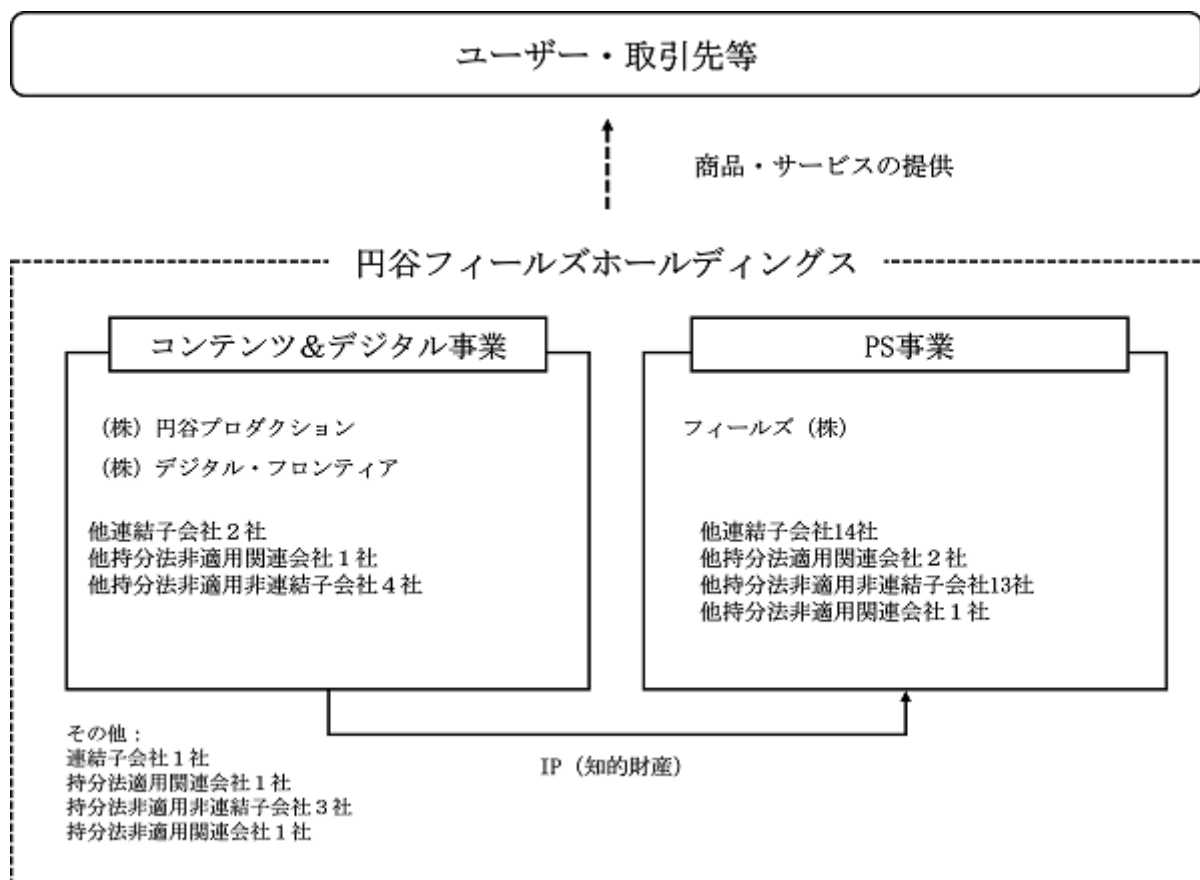 ユーザー・取引先等
商品・サービスの提供
円谷フィールズホールディングス
コンテンツ&デジタル事業
(株)円谷プロダクション
(株)デジタル・フロンティア
他連結子会社2社
他持分法非適用関連会社1社
他持分法非適用非連結子会社4社
PS事業
フィールズ(株)
他連結子会社14社
他持分法適用関連会社2社
他持分法非適用非連結子会社13社
他持分法非適用関連会社1社
IP(知的財産)
その他:
連結子会社1社
持分法適用関連会社1社
持分法非適用非連結子会社3社
持分法非適用関連会社1社